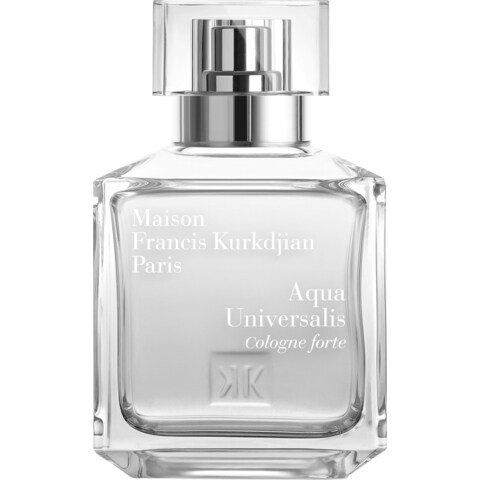 Maison
Francis Kurkdjian
Paris
Aqua
Universalis
Cologne forte